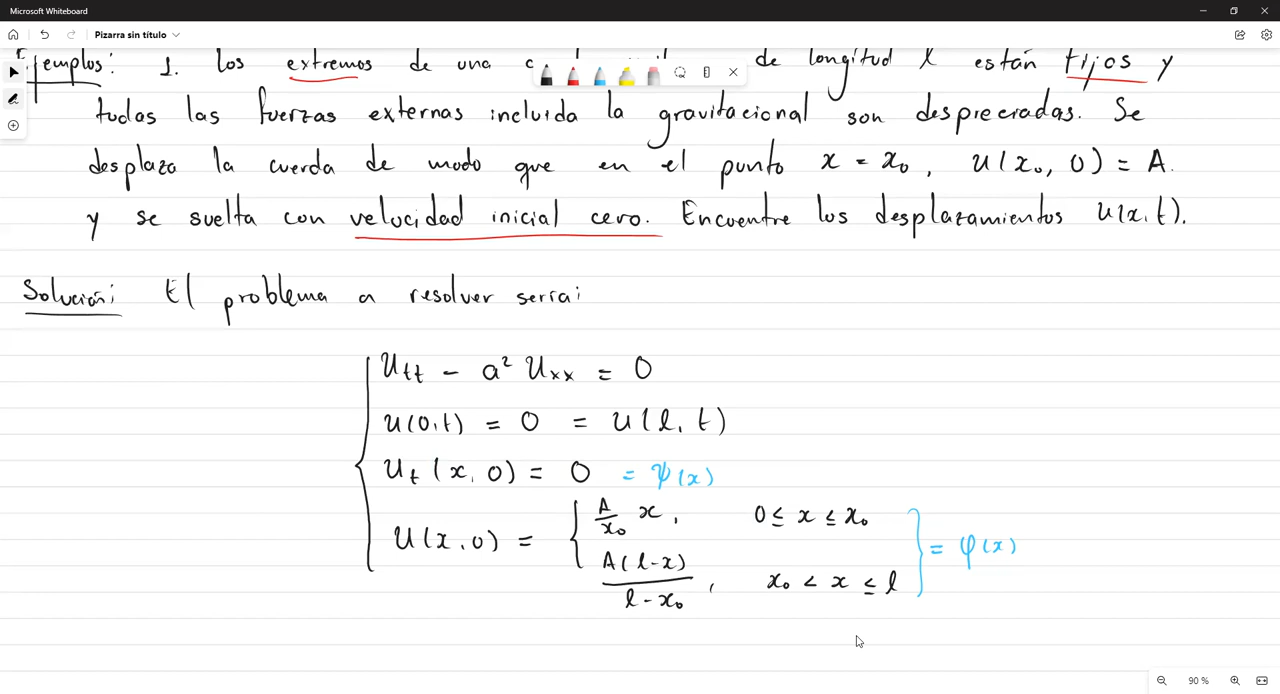 Microsoft Whiteboard
Pizarra sin título
Ejemplos: 1. Los extremos de una de longitud l están fijos y
todas las fuerzas externas incluida la gravitacional son despreciadas. Se
desplaza la cuerda de modo que en el punto x = x₀, u(x₀, 0) = A.
y se suelta con velocidad inicial cero. Encuentre los desplazamientos u(x,t).
Solución: El problema a resolver sería:
u_tt - a² u_xx = 0
u(0,t) = 0 = u(l, t)
u_t(x, 0) = 0 = ψ(x)
u(x, 0) = { A/x₀ x, 0 ≤ x ≤ x₀
A(l-x)/(l-x₀), x₀ < x ≤ l } = φ(x)
90 %